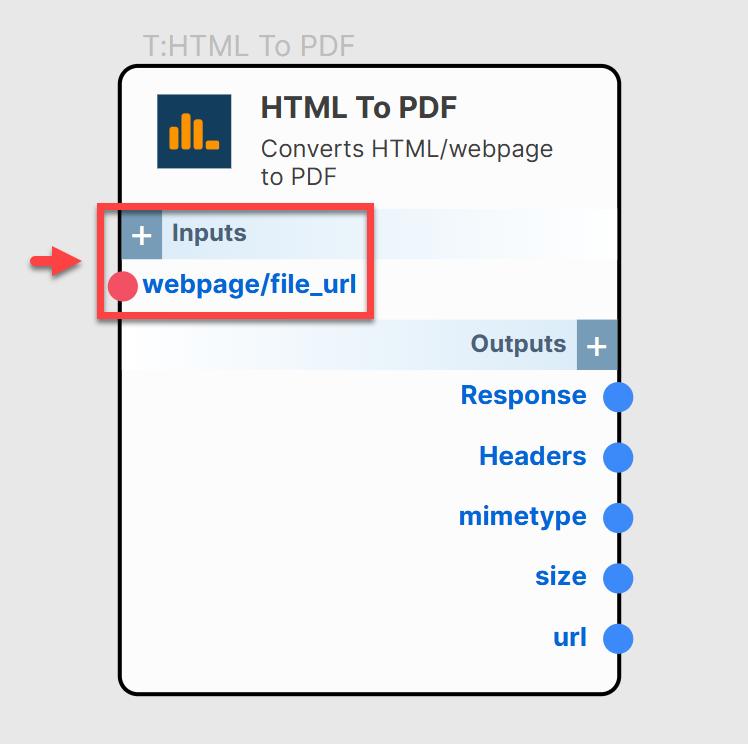 T:HTML To PDF
HTML To PDF
Converts HTML/webpage
to PDF
+ Inputs
webpage/file_url
Outputs +
Response
Headers
mimetype
size
url